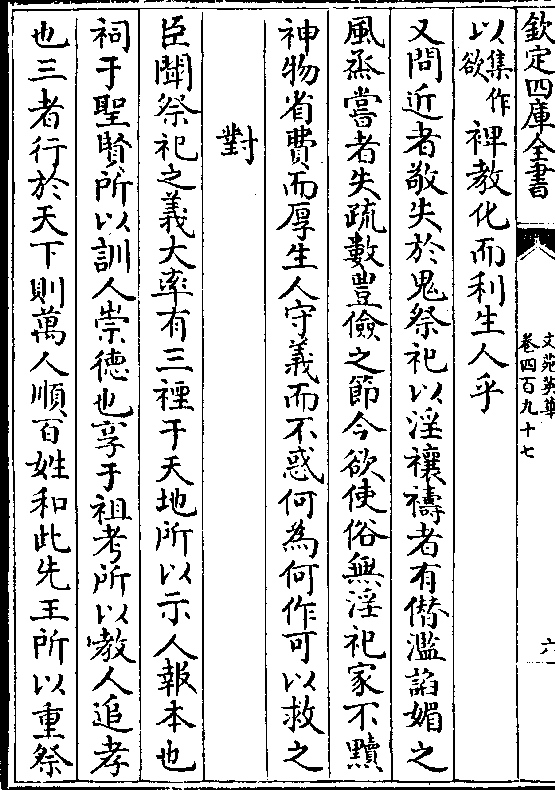 欽定四庫全書
文苑英華
卷四百九十七
六
以集作欲裨教化而利生人乎
又問近者敬失於鬼祭祀以淫禳禱者有僭濫諂媚之
風烝嘗者失疏數豐儉之節今欲使俗無淫祀家不黷
神物省費而厚生人守義而不惑何為何作可以救之
對
臣聞祭祀之義大率有三禋于天地所以示人報本也
祠于聖賢所以訓人崇德也享于祖考所以教人追孝
也三者行於天下則萬人順百姓和此先王所以重祭